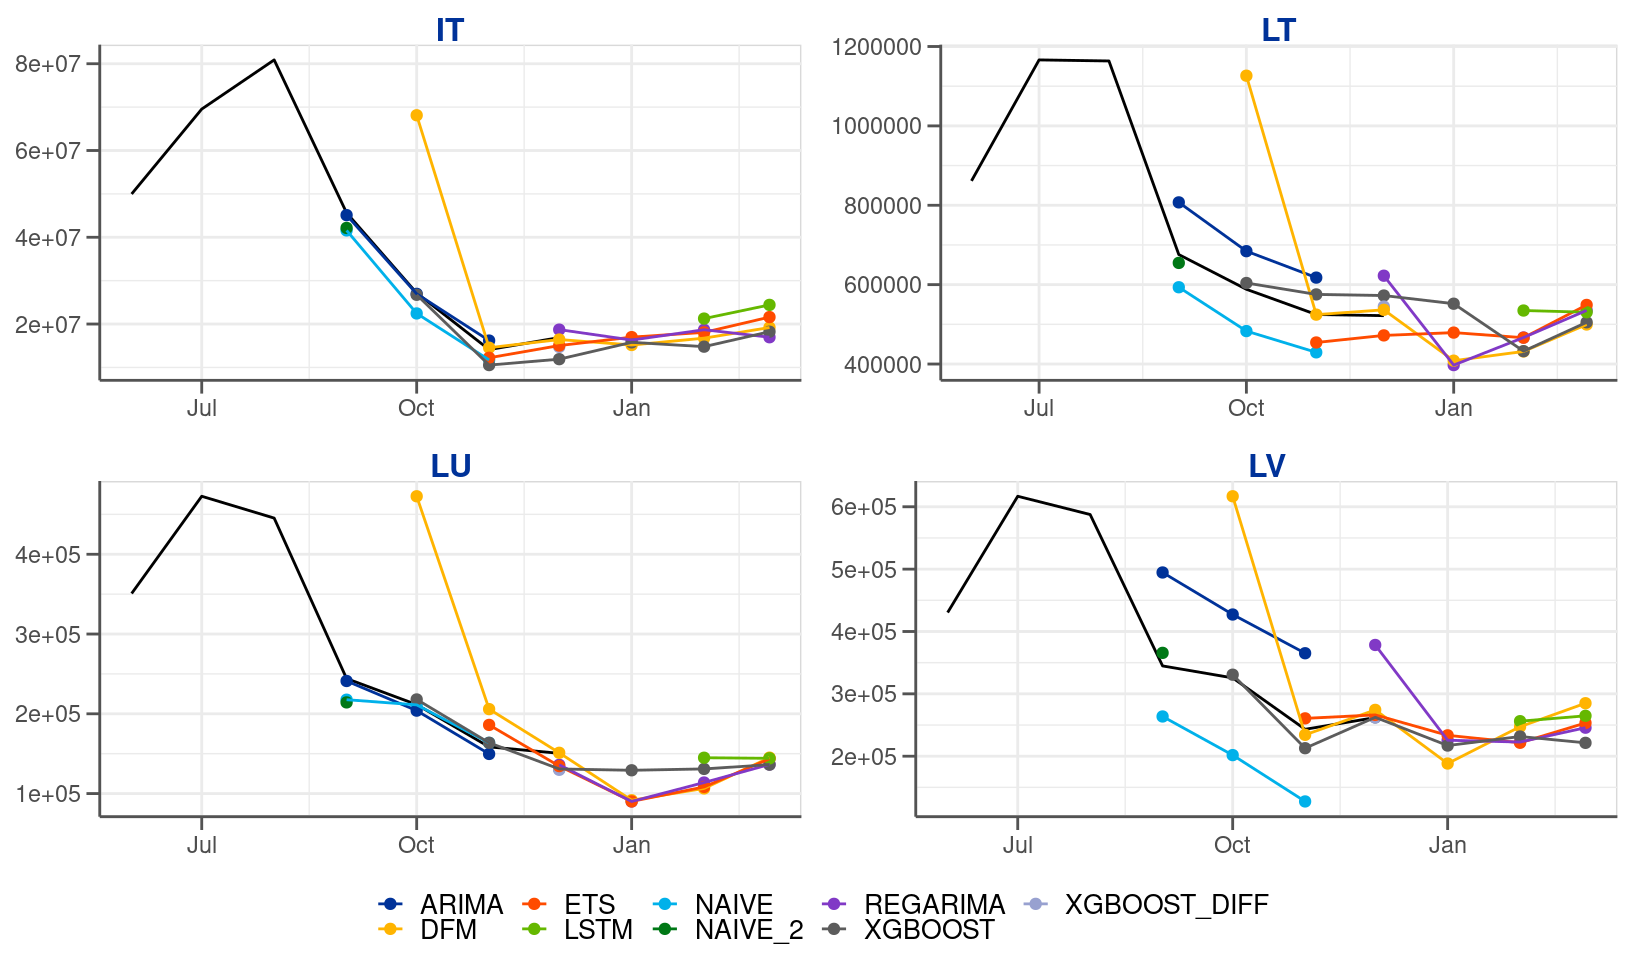 IT
8e+07
6e+07
4e+07
2e+07
Jul Oct Jan
LT
1200000
1000000
800000
600000
400000
Jul Oct Jan
LU
4e+05
3e+05
2e+05
1e+05
Jul Oct Jan
LV
6e+05
5e+05
4e+05
3e+05
2e+05
Jul Oct Jan
ARIMA ETS NAIVE REGARIMA XGBOOST_DIFF
DFM LSTM NAIVE_2 XGBOOST